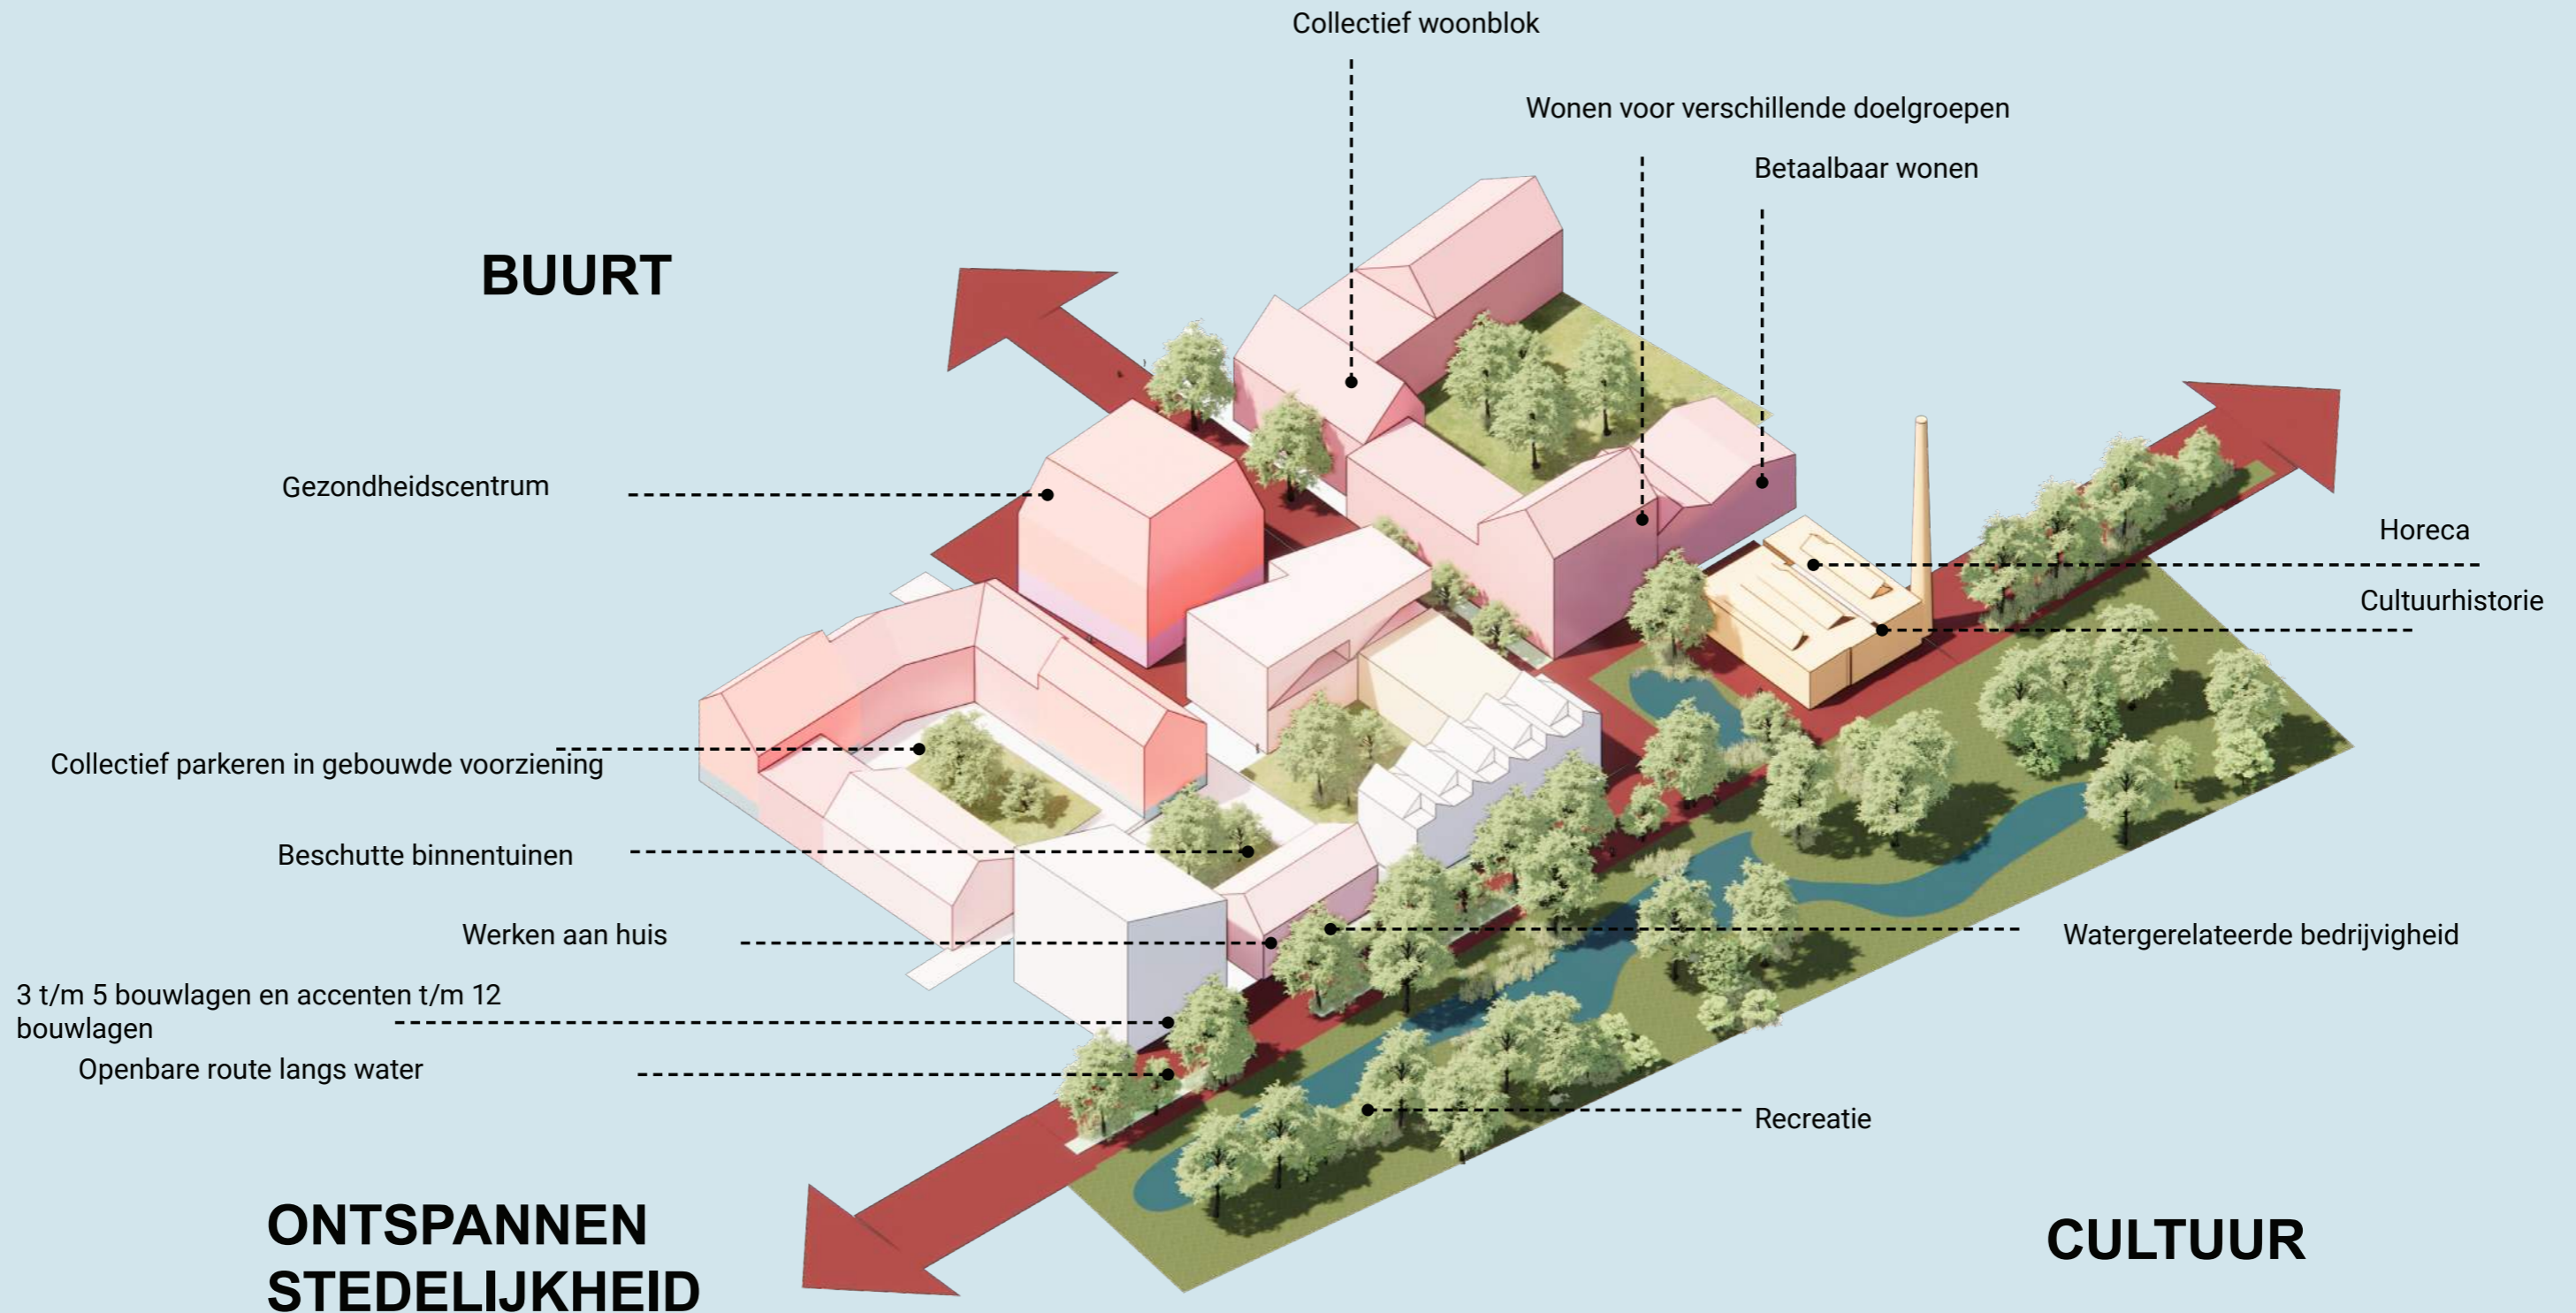 Collectief woonblok
Wonen voor verschillende doelgroepen
Betaalbaar wonen
BUURT
Gezondheidscentrum
Horeca
Cultuurhistorie
Collectief parkeren in gebouwde voorziening
Beschutte binnentuinen
Werken aan huis
Watergerelateerde bedrijvigheid
3 t/m 5 bouwlagen en accenten t/m 12
bouwlagen
Openbare route langs water
Recreatie
ONTSPANNEN
STEDELIJKHEID
CULTUUR